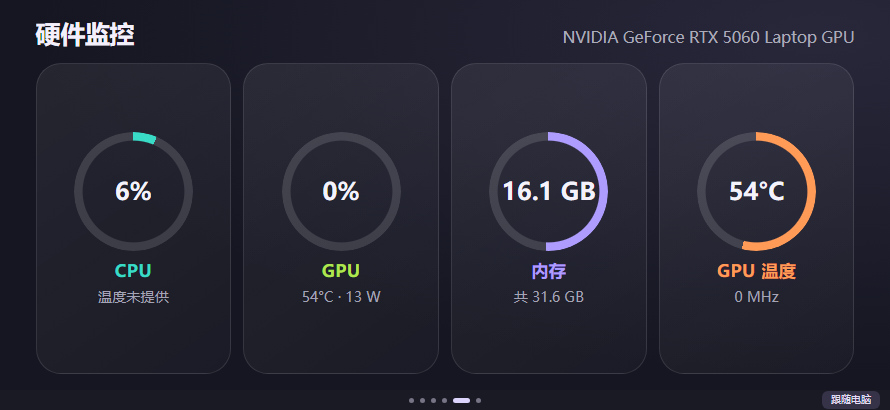 硬件监控
NVIDIA GeForce RTX 5060 Laptop GPU
6%
CPU
温度未提供
0%
GPU
54°C · 13 W
16.1 GB
内存
共 31.6 GB
54°C
GPU 温度
0 MHz
跟随电脑